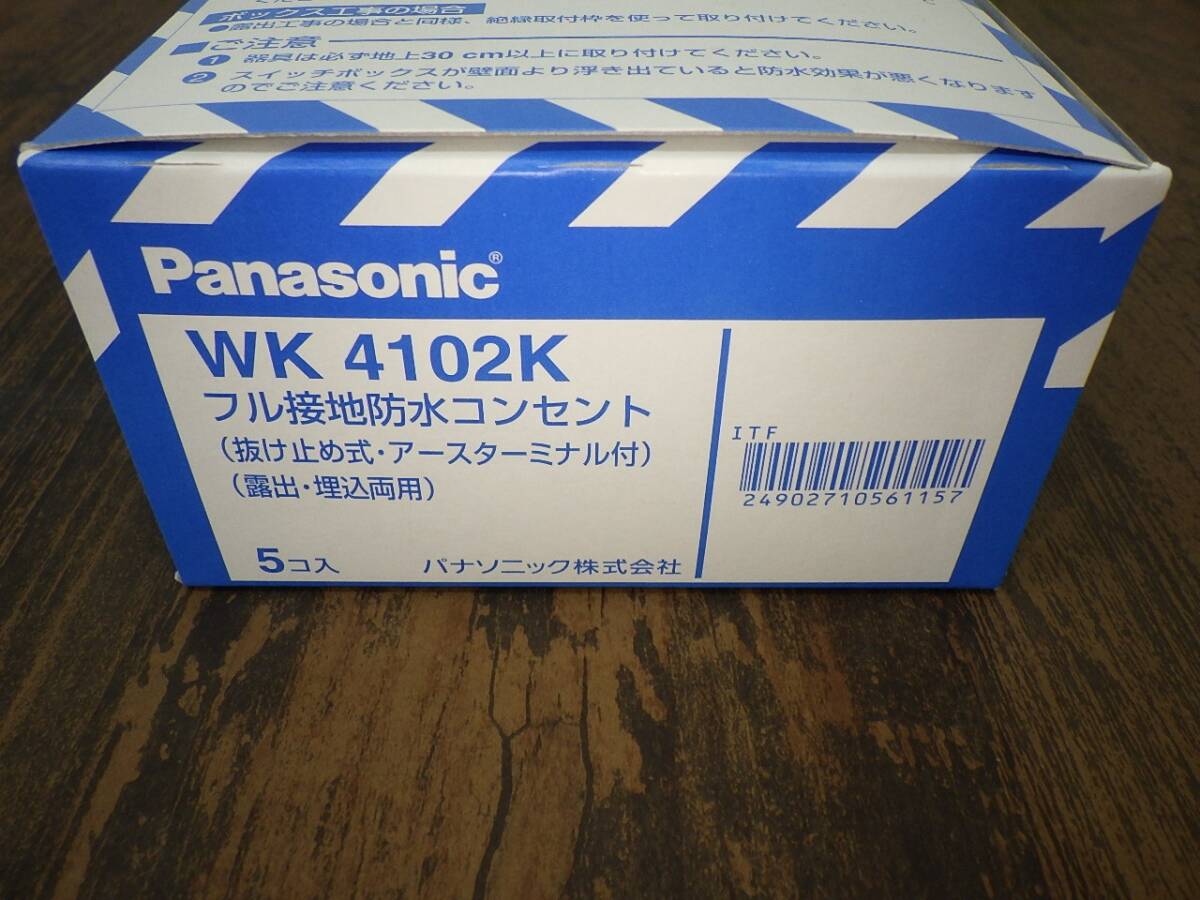 ボックス工事の場合
●露出工事の場合と同様、絶縁取付枠を使って取り付けてください。
ご注意
❶ 器具は必ず地上30cm以上に取り付けてください。
❷ スイッチボックスが壁面より浮き出ていると防水効果が悪くなります
のでご注意ください。
Panasonic®
WK 4102K
フル接地防水コンセント
(抜け止め式・アースターミナル付)
(露出・埋込両用)
5コ入 パナソニック株式会社
ITF
24902710561157